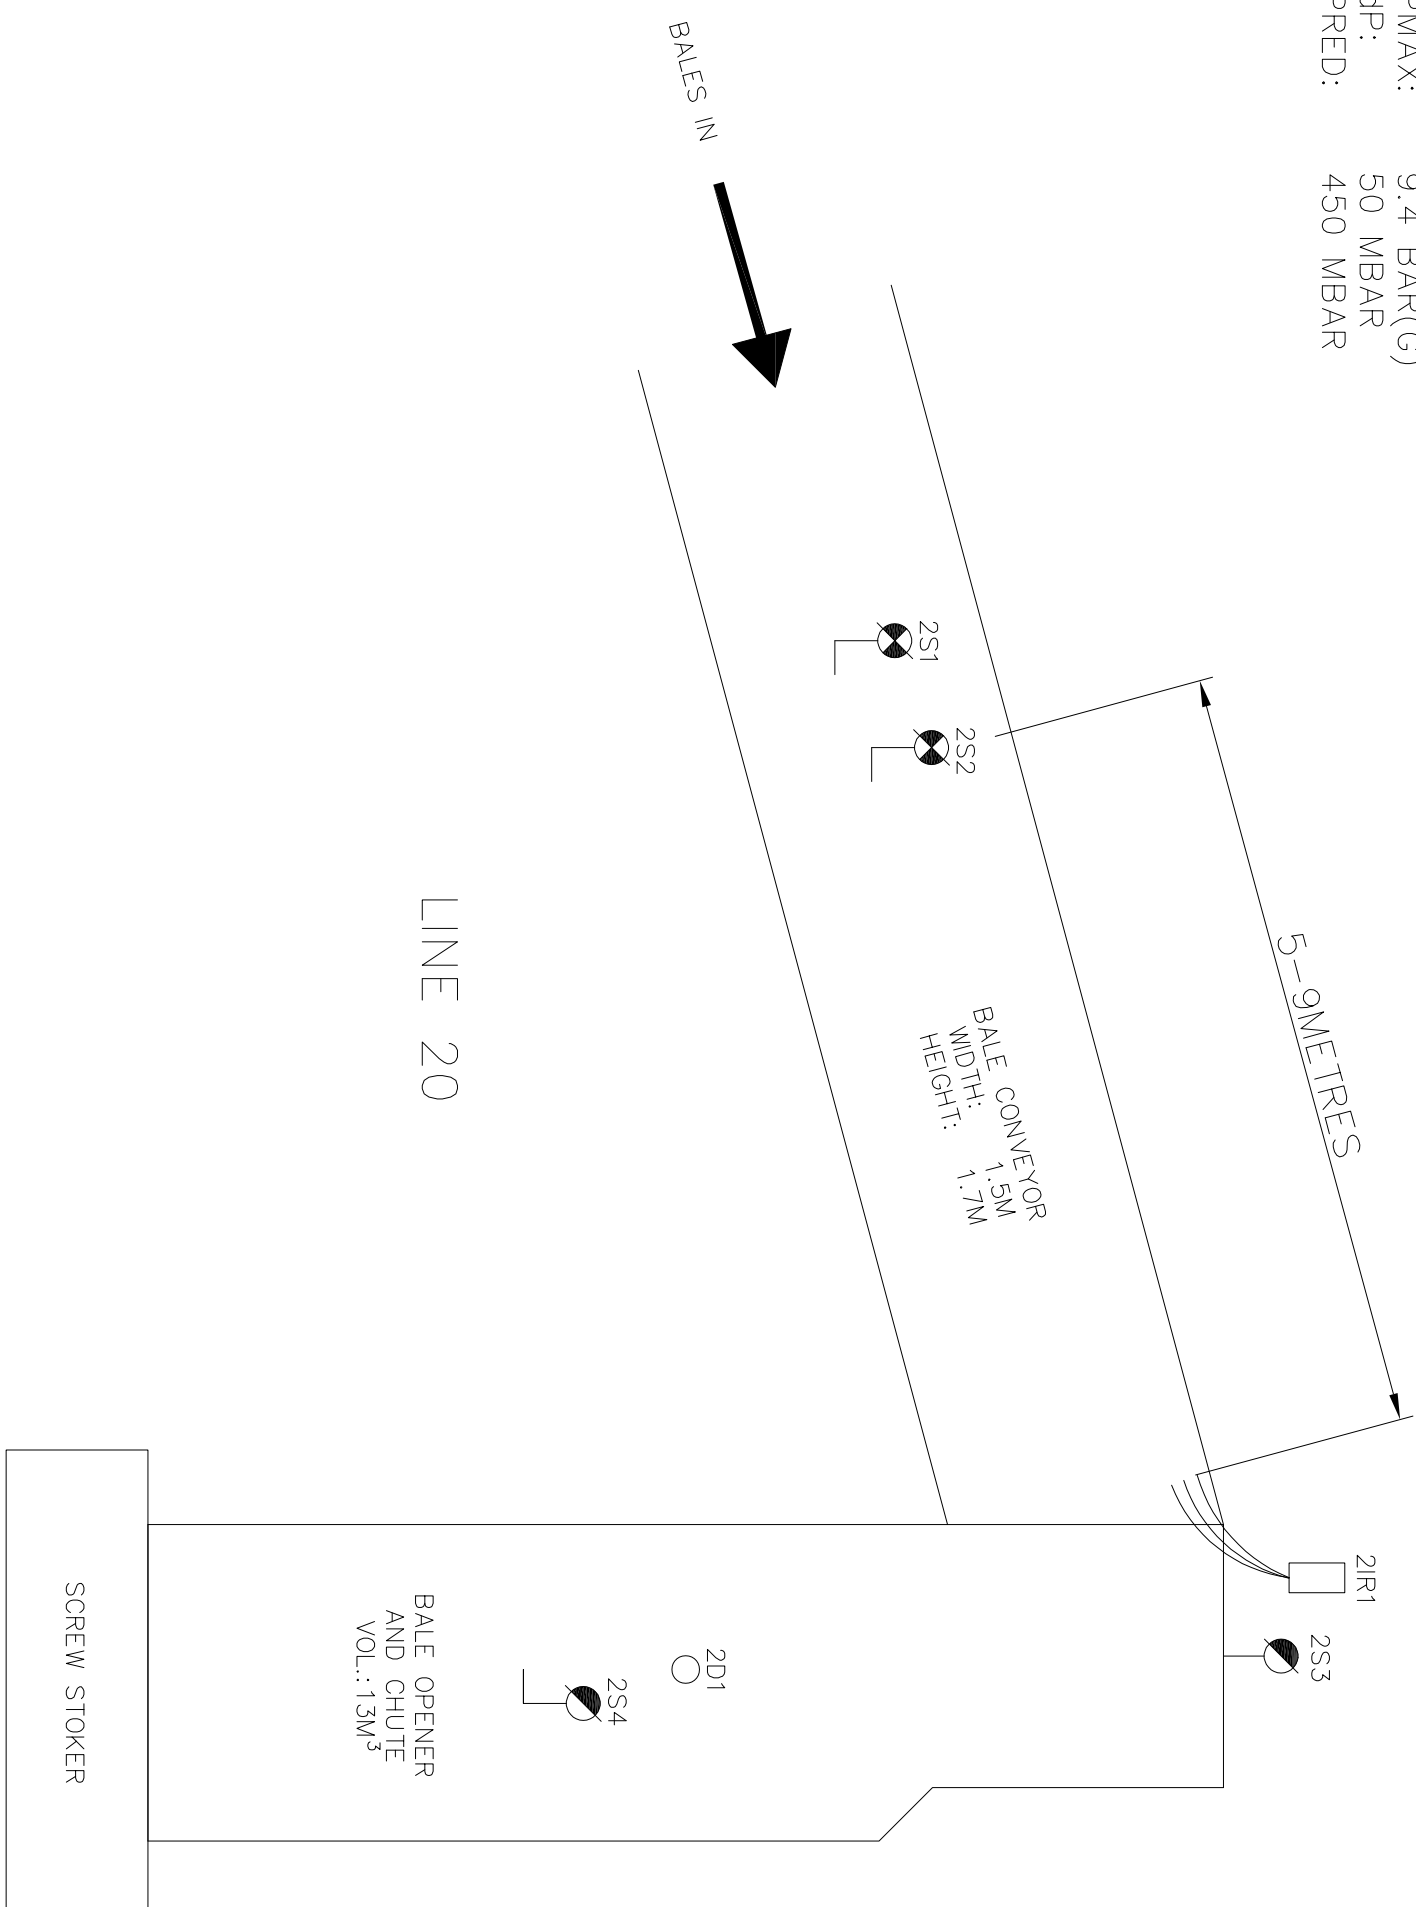 PMAX: 9.4 BAR(G)
dP: 50 MBAR
PRED: 450 MBAR
5-9METRES
2IR1
2S3
BALES IN
2S1
2S2
BALE CONVEYOR
WIDTH: 1.5M
HEIGHT: 1.7M
2D1
2S4
LINE 20
BALE OPENER
AND CHUTE
VOL.: 13M³
SCREW STOKER